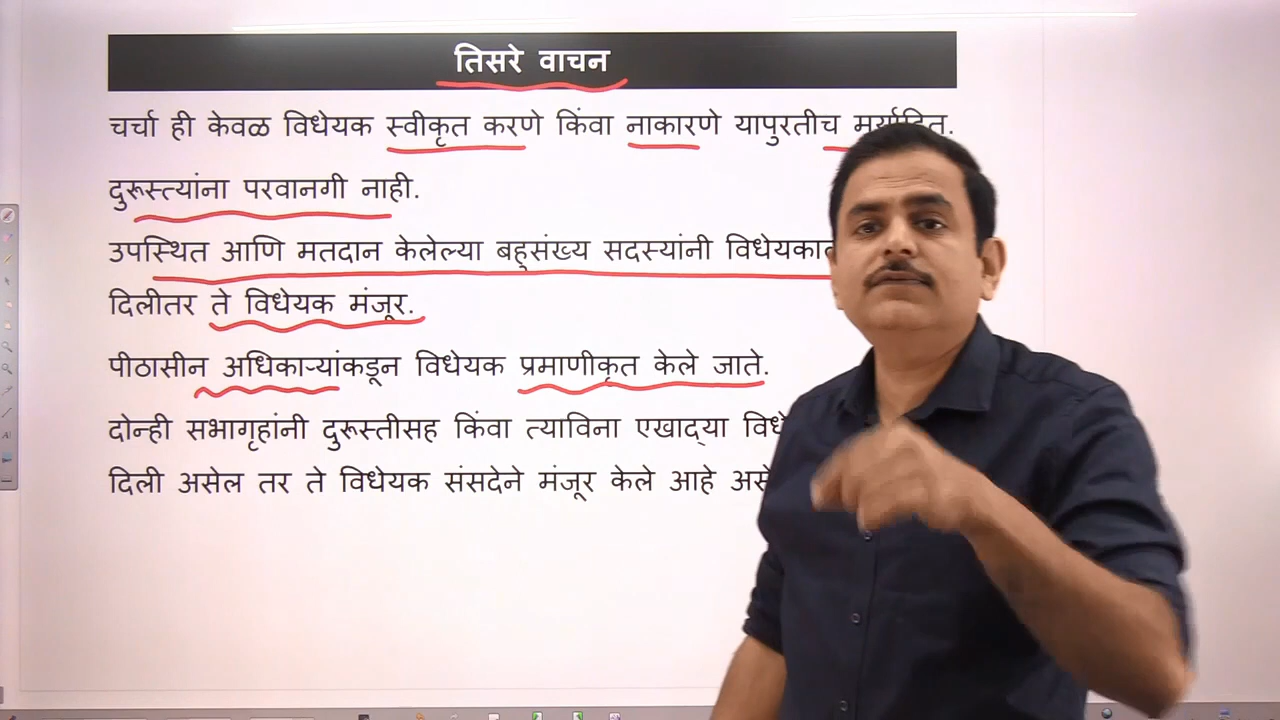 तिसरे वाचन
चर्चा ही केवळ विधेयक स्वीकृत करणे किंवा नाकारणे यापुरतीच मर्यादित.
दुरूस्त्यांना परवानगी नाही.
उपस्थित आणि मतदान केलेल्या बहुसंख्य सदस्यांनी
दिलीतर ते विधेयक मंजूर.
पीठासीन अधिकाऱ्यांकडून विधेयक प्रमाणीकृत केले जाते.
दोन्ही सभागृहांनी दुरूस्तीसह किंवा त्याविना एखाद्या
दिली असेल तर ते विधेयक संसदेने मंजूर केले आहे